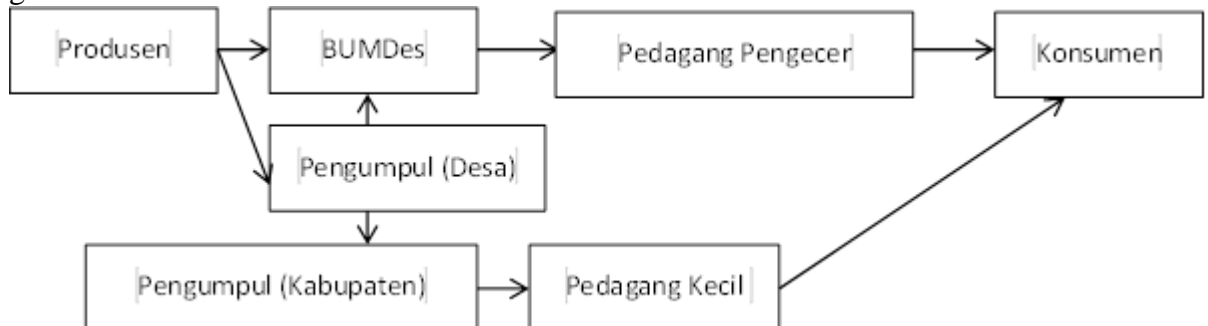 Produsen
BUMDes
Pedagang Pengecer
Konsumen
Pengumpul (Desa)
Pengumpul (Kabupaten)
Pedagang Kecil